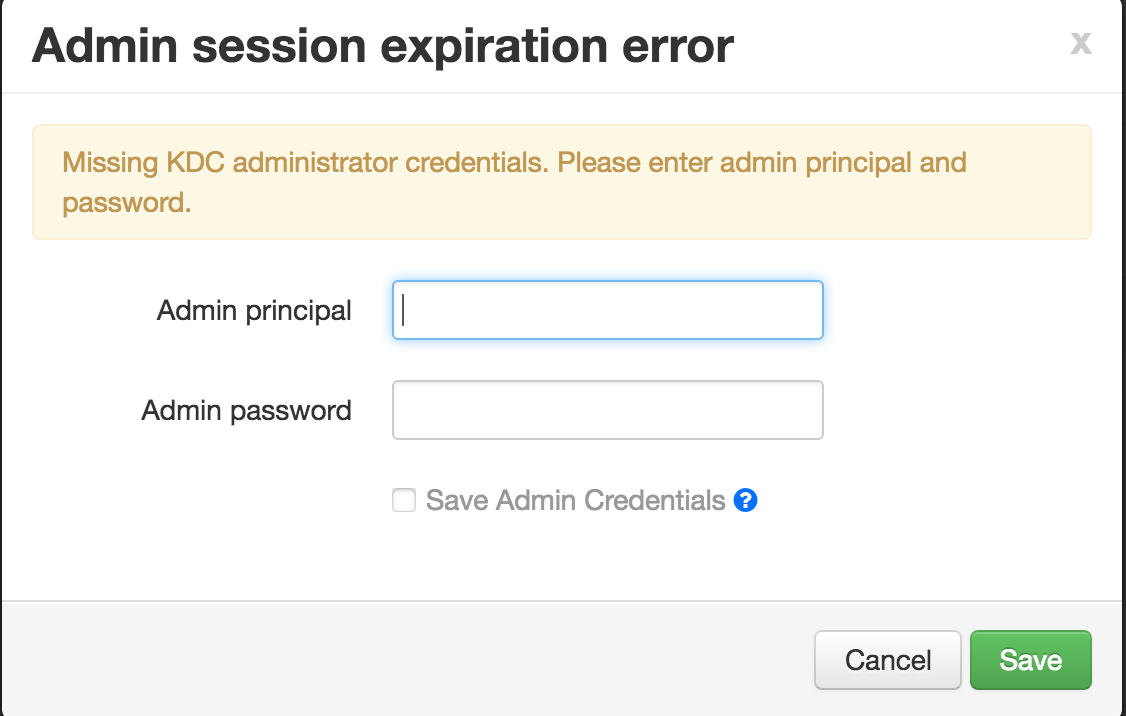 Admin session expiration error
x
Missing KDC administrator credentials. Please enter admin principal and
password.
Admin principal
Admin password
Save Admin Credentials ?
Cancel Save